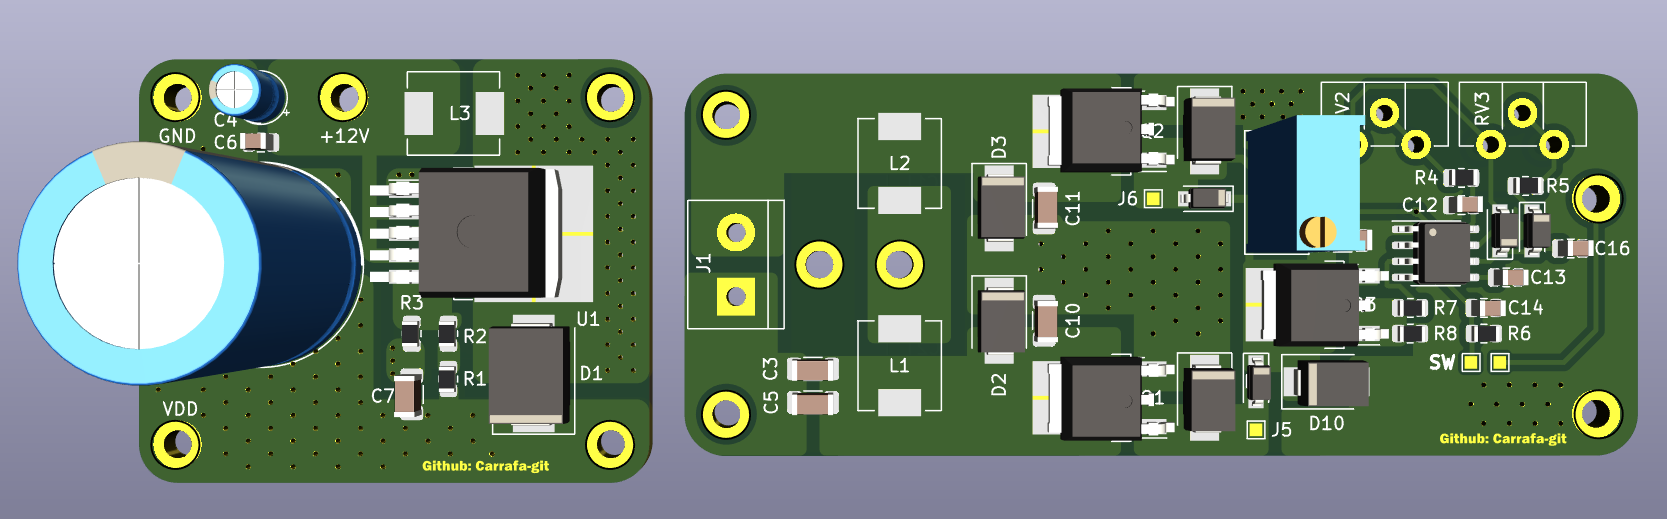 GND
C4
+
C6
+12V
L3
R3
R2
U1
R1
D1
C7
VDD
Github: Carrafa-git
J1
L2
L1
C3
C5
D3
C11
C10
D2
J6
J5
D10
V2
RV3
R4
R5
C12
C16
C13
R7
C14
R8
R6
SW
Github: Carrafa-git